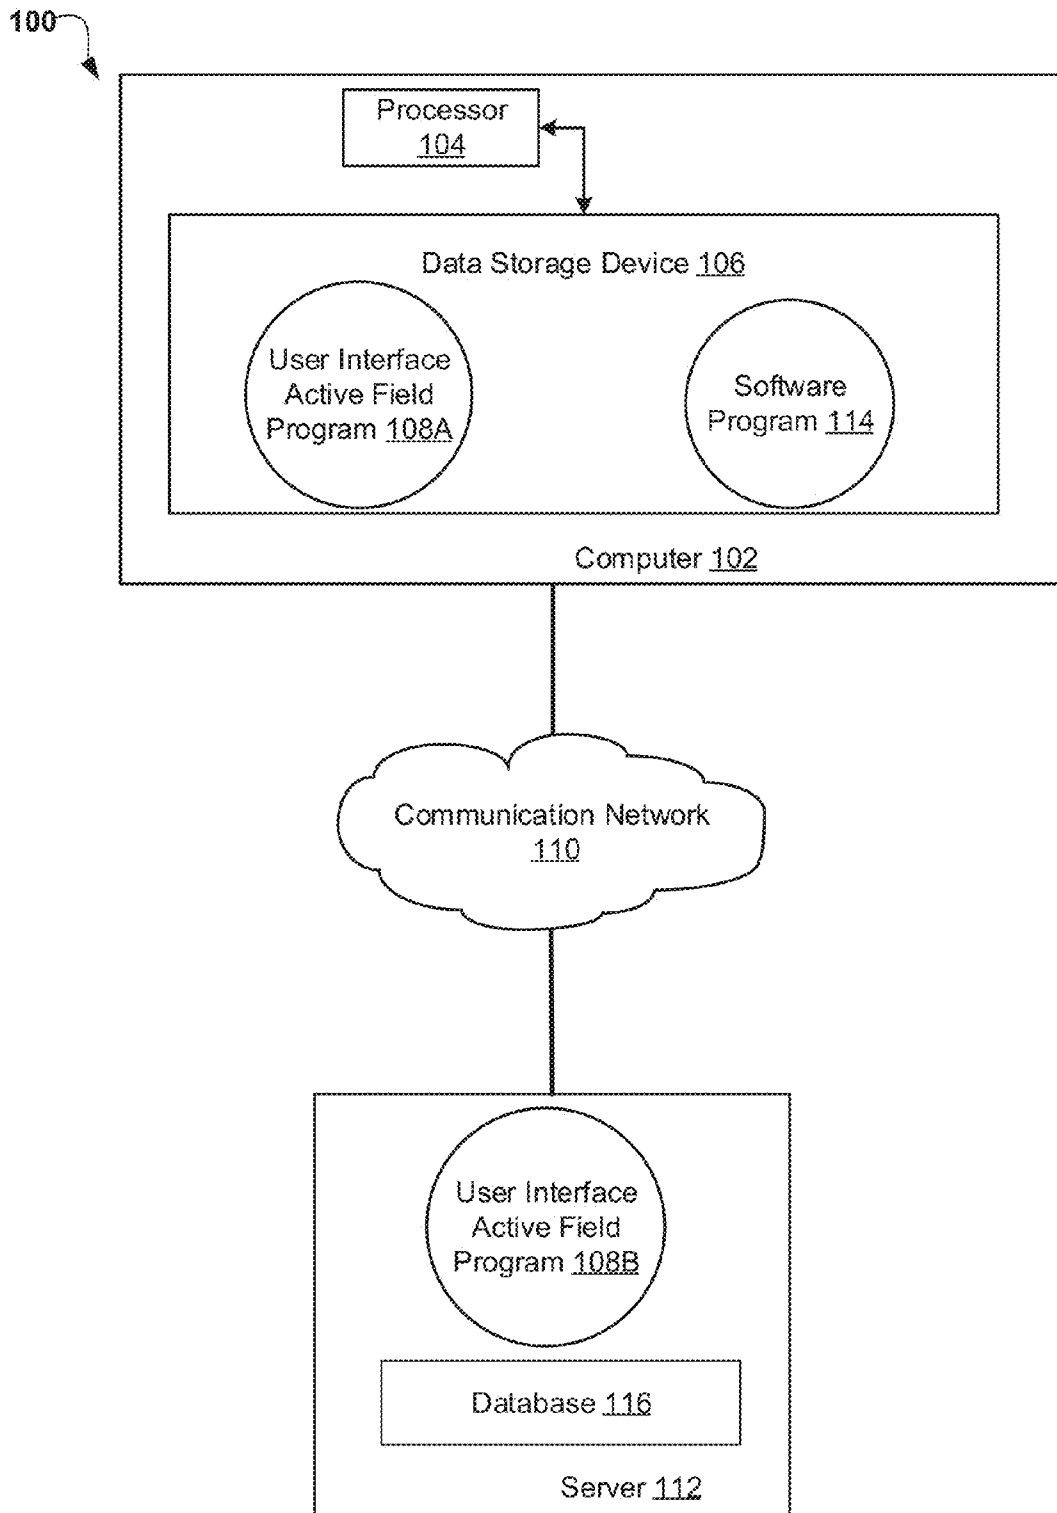 100
Processor
104
Data Storage Device 106
User Interface
Active Field
Program 108A
Software
Program 114
Computer 102
Communication Network
110
User Interface
Active Field
Program 108B
Database 116
Server 112